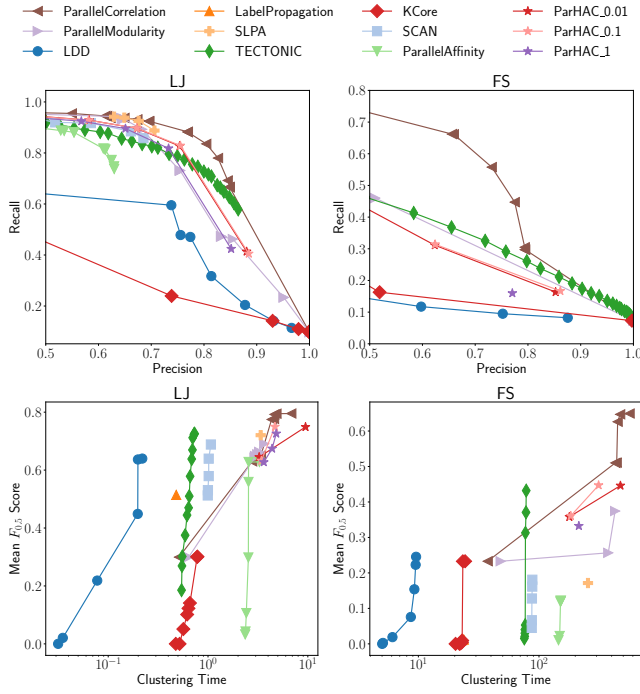 ParallelCorrelation LabelPropagation KCore ParHAC_0.01
ParallelModularity SLPA SCAN ParHAC_0.1
LDD TECTONIC ParallelAffinity ParHAC_1
LJ FS
1.0
0.8
0.6
0.4
0.2
Recall
0.5 0.6 0.7 0.8 0.9 1.0
Precision
0.8
0.7
0.6
0.5
0.4
0.3
0.2
0.1
0.0
Recall
0.5 0.6 0.7 0.8 0.9 1.0
Precision
LJ FS
0.8
0.6
0.4
0.2
0.0
Mean F0.5 Score
10⁻¹ 10⁰ 10¹
Clustering Time
0.7
0.6
0.5
0.4
0.3
0.2
0.1
0.0
Mean F0.5 Score
10¹ 10²
Clustering Time